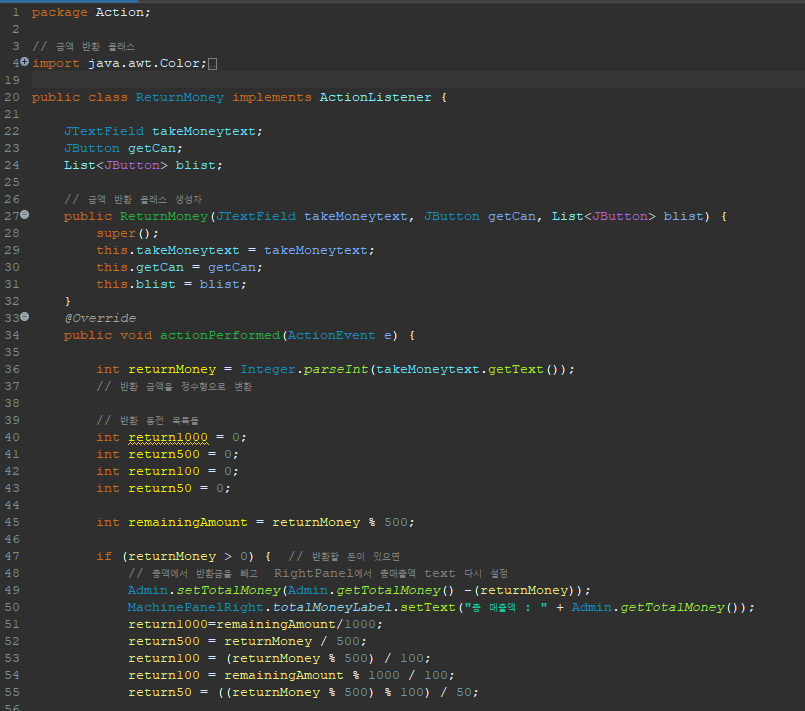 1 package Action;
2
3 // 금액 반환 클래스
4 import java.awt.Color;
19
20 public class ReturnMoney implements ActionListener {
21
22 JTextField takeMoneytext;
23 JButton getCan;
24 List<JButton> blist;
25
26 // 금액 반환 클래스 생성자
27 public ReturnMoney(JTextField takeMoneytext, JButton getCan, List<JButton> blist) {
28 super();
29 this.takeMoneytext = takeMoneytext;
30 this.getCan = getCan;
31 this.blist = blist;
32 }
33 @Override
34 public void actionPerformed(ActionEvent e) {
35
36 int returnMoney = Integer.parseInt(takeMoneytext.getText());
37 // 반환 금액을 정수형으로 변환
38
39 // 반환 동전 목록들
40 int return1000 = 0;
41 int return500 = 0;
42 int return100 = 0;
43 int return50 = 0;
44
45 int remainingAmount = returnMoney % 500;
46
47 if (returnMoney > 0) { // 반환할 돈이 있으면
48 // 총액에서 반환금을 빼고 RightPanel에서 총매출액 text 다시 설정
49 Admin.setTotalMoney(Admin.getTotalMoney() -(returnMoney));
50 MachinePanelRight.totalMoneyLabel.setText("총 매출액 : " + Admin.getTotalMoney());
51 return1000=remainingAmount/1000;
52 return500 = returnMoney / 500;
53 return100 = (returnMoney % 500) / 100;
54 return100 = remainingAmount % 1000 / 100;
55 return50 = ((returnMoney % 500) % 100) / 50;
56